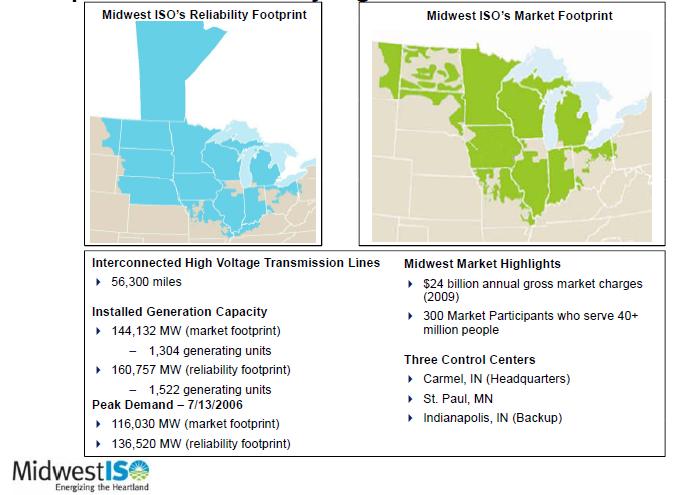 Midwest ISO's Reliability Footprint
Midwest ISO's Market Footprint
Interconnected High Voltage Transmission Lines
56,300 miles
Installed Generation Capacity
144,132 MW (market footprint)
– 1,304 generating units
160,757 MW (reliability footprint)
– 1,522 generating units
Peak Demand – 7/13/2006
116,030 MW (market footprint)
136,520 MW (reliability footprint)
Midwest Market Highlights
$24 billion annual gross market charges
(2009)
300 Market Participants who serve 40+
million people
Three Control Centers
Carmel, IN (Headquarters)
St. Paul, MN
Indianapolis, IN (Backup)
MidwestISO
Energizing the Heartland